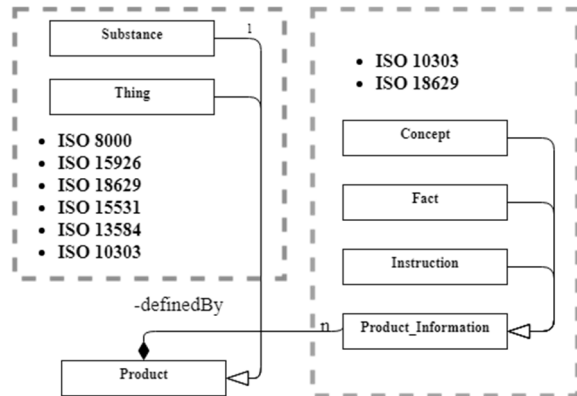 Substance
1
Thing
• ISO 8000
• ISO 15926
• ISO 18629
• ISO 15531
• ISO 13584
• ISO 10303
• ISO 10303
• ISO 18629
Concept
Fact
Instruction
Product_Information
n
-definedBy
Product